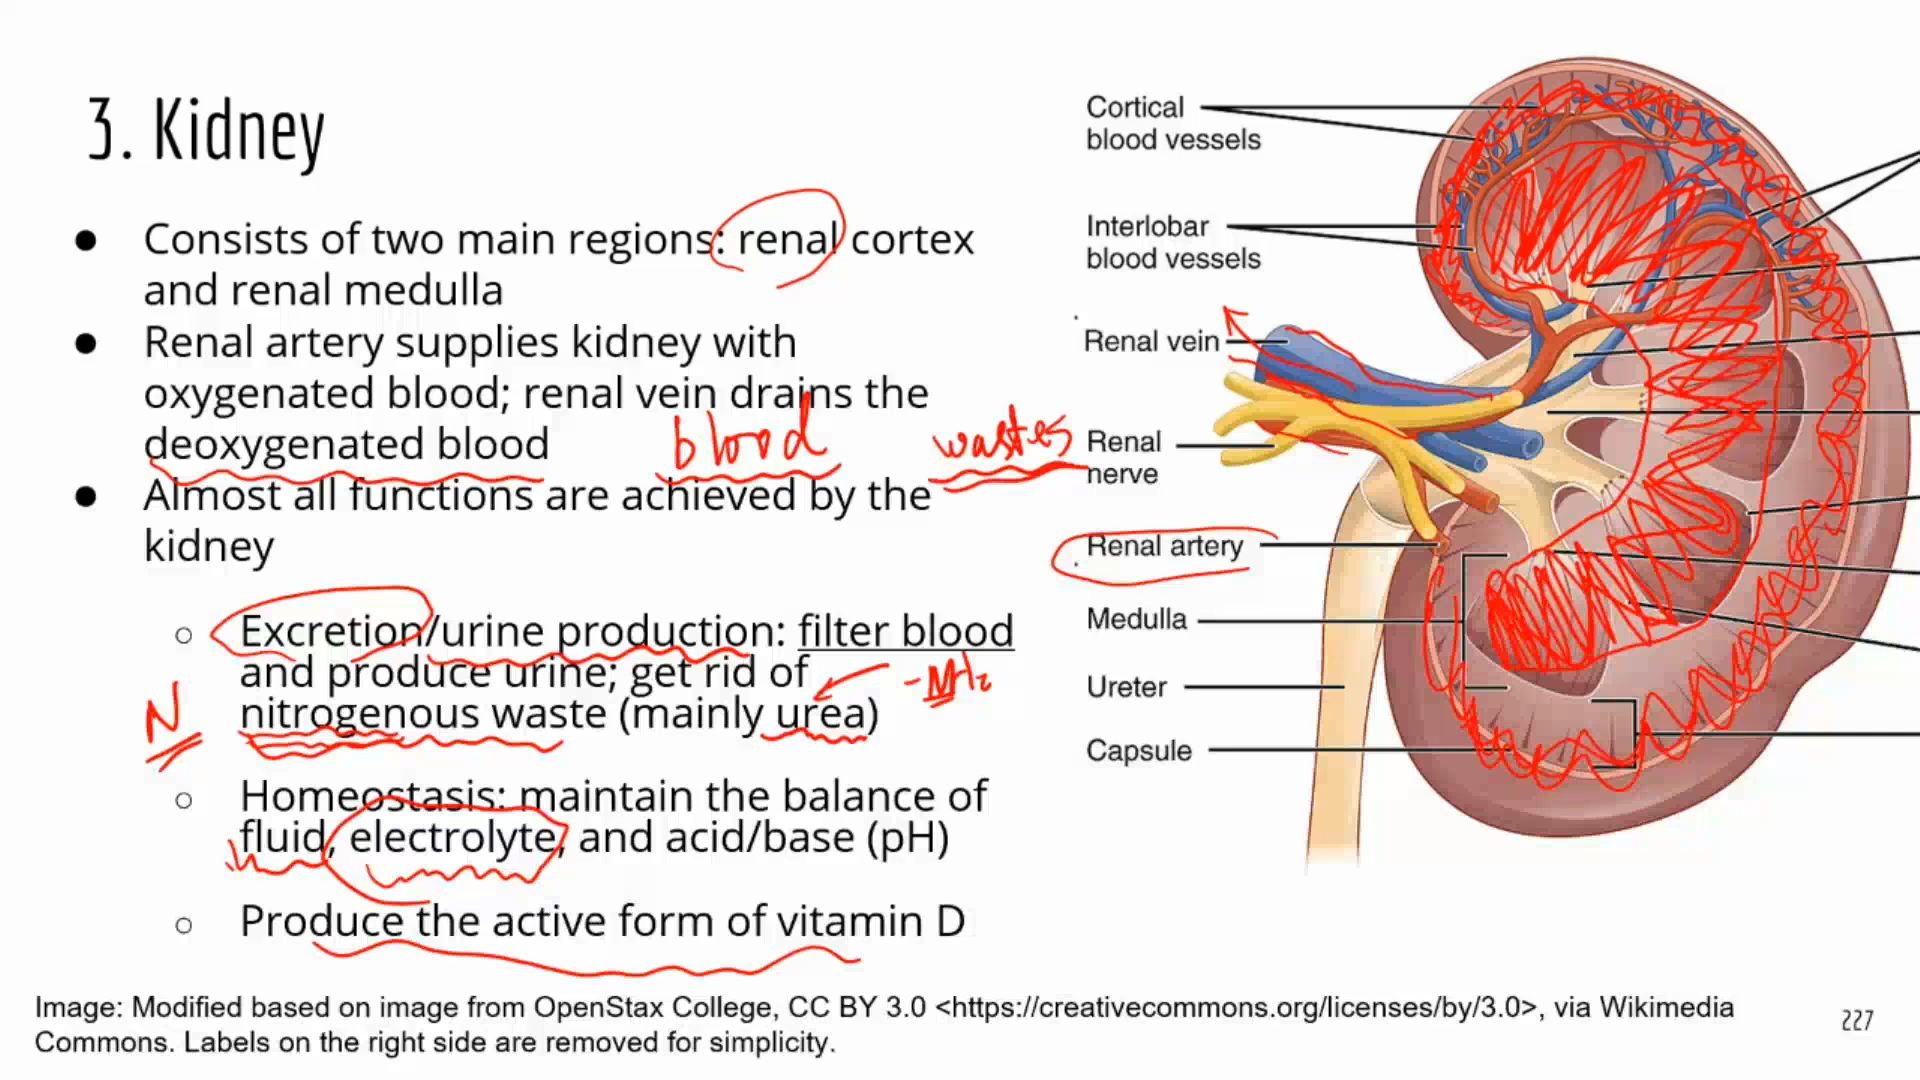 3. Kidney
● Consists of two main regions: renal cortex
and renal medulla
● Renal artery supplies kidney with
oxygenated blood; renal vein drains the
deoxygenated blood
blood wastes
● Almost all functions are achieved by the
kidney
○ Excretion/urine production: filter blood
and produce urine; get rid of
-NH₂
nitrogenous waste (mainly urea)
N
○ Homeostasis: maintain the balance of
fluid, electrolyte, and acid/base (pH)
○ Produce the active form of vitamin D
Cortical
blood vessels
Interlobar
blood vessels
Renal vein
Renal
nerve
Renal artery
Medulla
Ureter
Capsule
Image: Modified based on image from OpenStax College, CC BY 3.0 <https://creativecommons.org/licenses/by/3.0>, via Wikimedia
Commons. Labels on the right side are removed for simplicity.
227